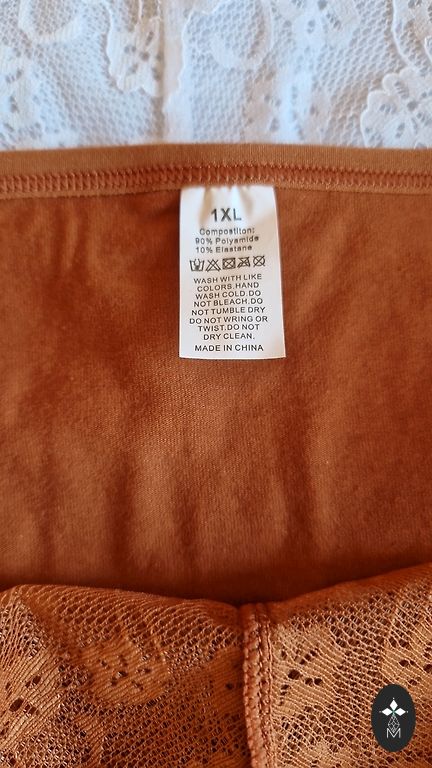 1XL
Compostiton:
90% Polyamide
10% Elastane
WASH WITH LIKE
COLORS.HAND
WASH COLD.DO
NOT BLEACH.DO
NOT TUMBLE DRY
DO NOT WRING OR
TWIST.DO NOT
DRY CLEAN.
MADE IN CHINA
M